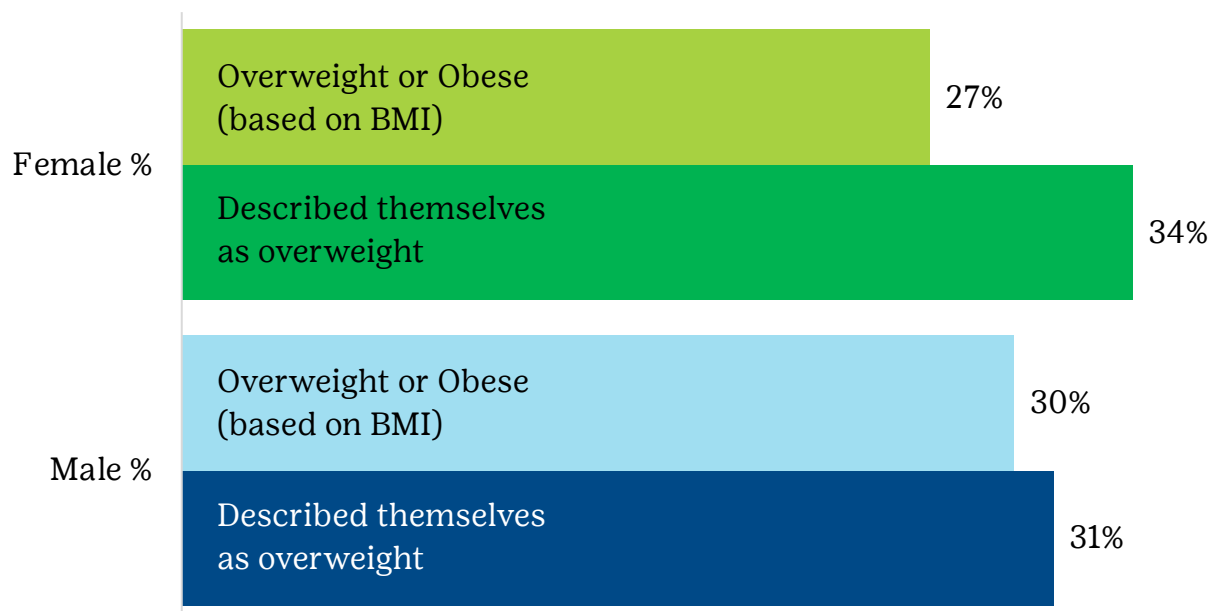 Overweight or Obese
(based on BMI)
27%
Female %
Described themselves
as overweight
34%
Overweight or Obese
(based on BMI)
30%
Male %
Described themselves
as overweight
31%